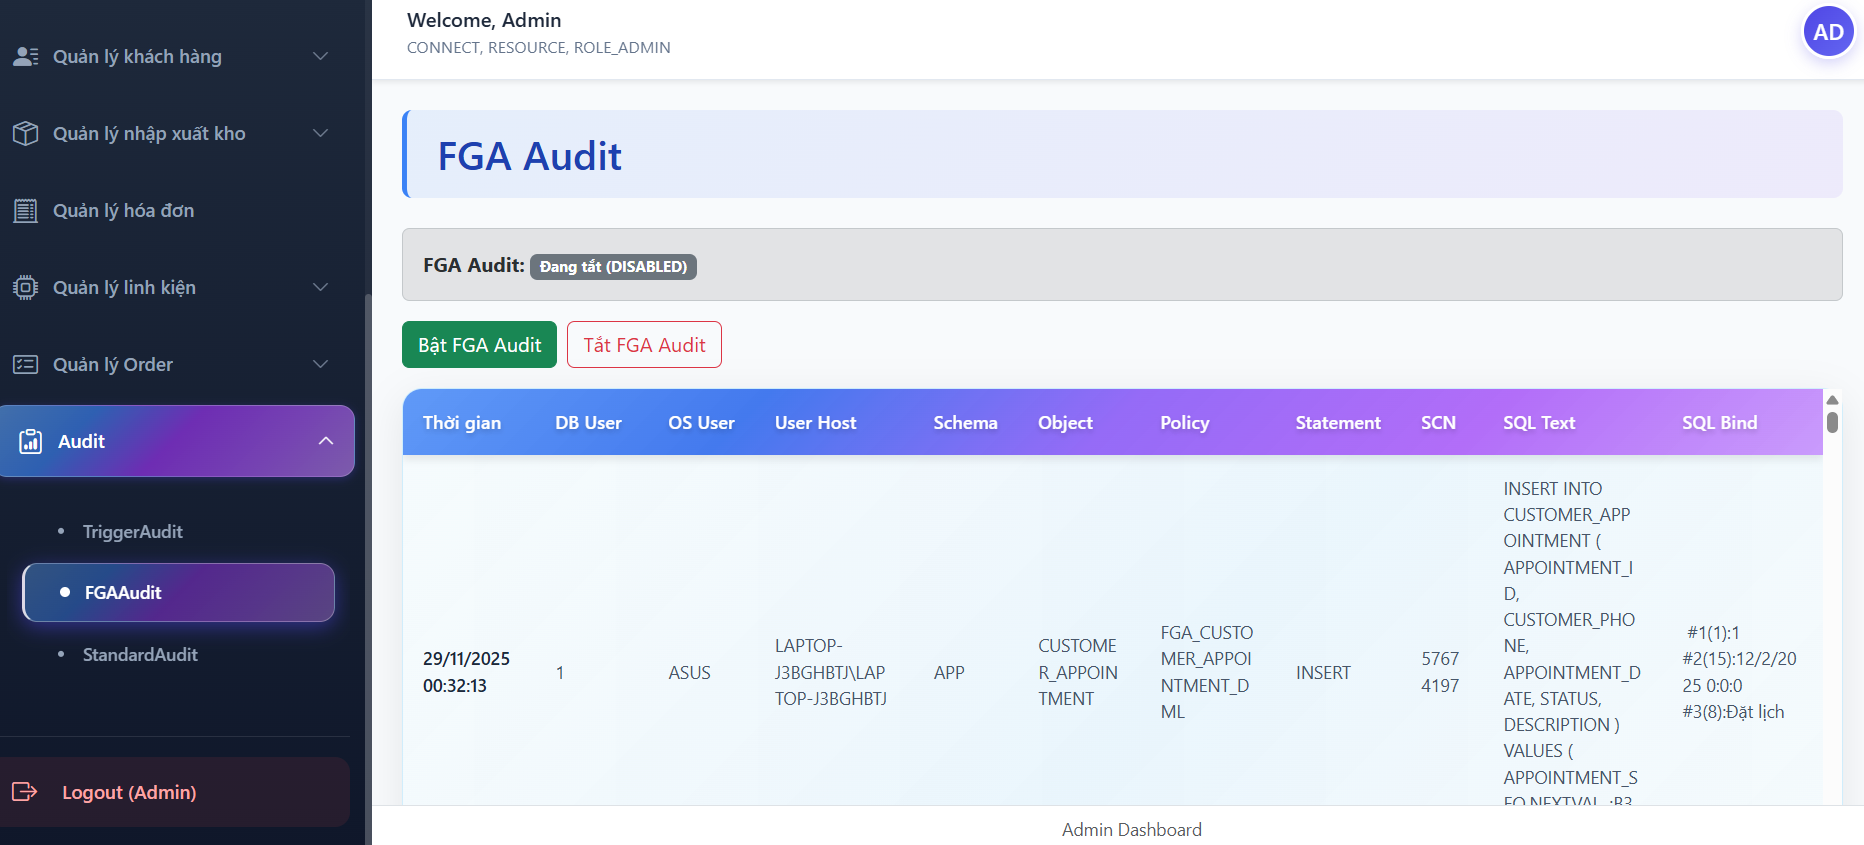 Quản lý khách hàng
Quản lý nhập xuất kho
Quản lý hóa đơn
Quản lý linh kiện
Quản lý Order
Audit
TriggerAudit
FGAAudit
StandardAudit
Logout (Admin)
Welcome, Admin
CONNECT, RESOURCE, ROLE_ADMIN
AD
FGA Audit
FGA Audit: Đang tắt (DISABLED)
Bật FGA Audit
Tắt FGA Audit
Thời gian DB User OS User User Host Schema Object Policy Statement SCN SQL Text SQL Bind
29/11/2025
00:32:13
1
ASUS
LAPTOP-
J3BGHBTJ\LAP
TOP-J3BGHBTJ
APP
CUSTOME
R_APPOIN
TMENT
FGA_CUSTO
MER_APPOI
NTMENT_D
ML
INSERT
5767
4197
INSERT INTO
CUSTOMER_APP
OINTMENT (
APPOINTMENT_I
D,
CUSTOMER_PHO
NE,
APPOINTMENT_D
ATE, STATUS,
DESCRIPTION )
VALUES (
APPOINTMENT_S
EQ.NEXTVAL, :B3
#1(1):1
#2(15):12/2/20
25 0:0:0
#3(8):Đặt lịch
Admin Dashboard